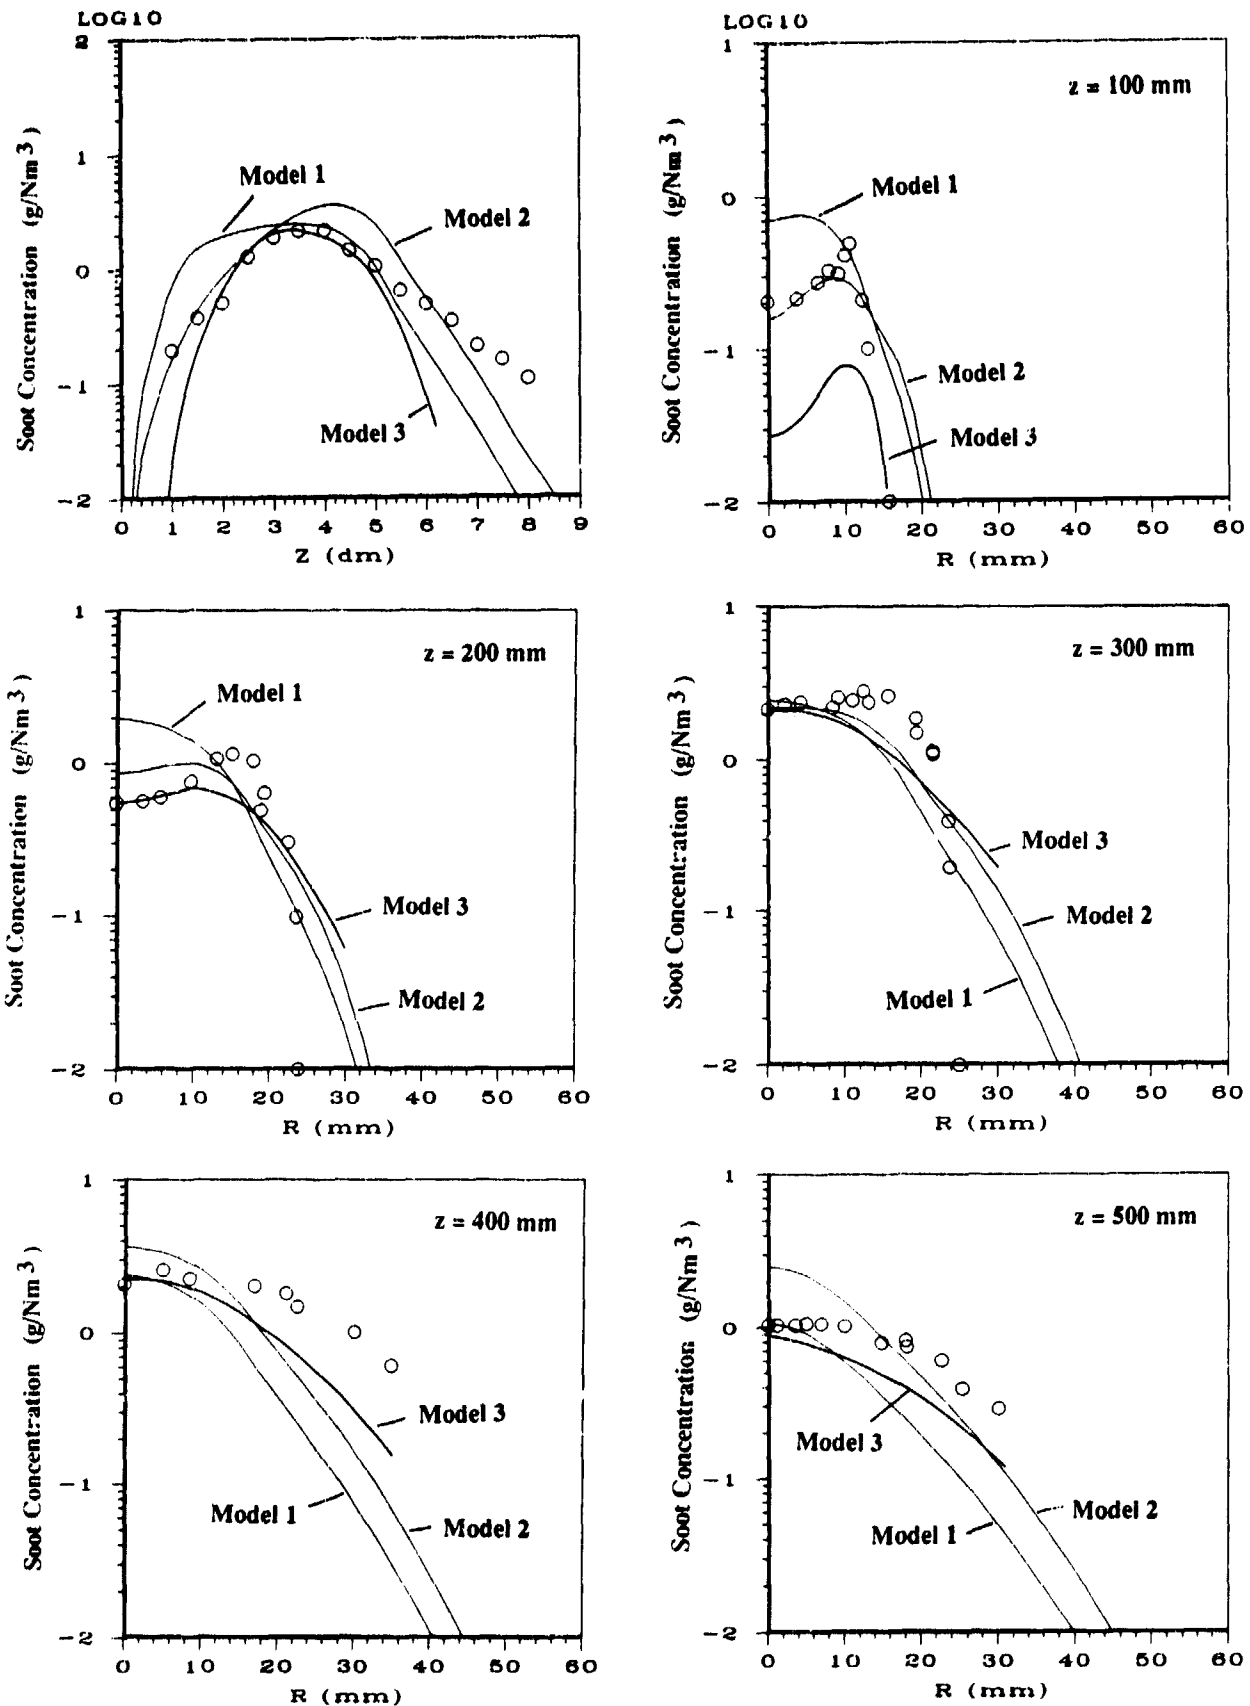 LOG10
2
1
0
−1
−2
Soot Concentration (g/Nm3)
Model 1
Model 2
Model 3
0 1 2 3 4 5 6 7 8 9
Z (dm)
LOG10
1
0
−1
−2
Soot Concentration (g/Nm3)
z = 100 mm
Model 1
Model 2
Model 3
0 10 20 30 40 50 60
R (mm)
1
0
−1
−2
Soot Concentration (g/Nm3)
z = 200 mm
Model 1
Model 3
Model 2
0 10 20 30 40 50 60
R (mm)
1
0
−1
−2
Soot Concentration (g/Nm3)
z = 300 mm
Model 3
Model 2
Model 1
0 10 20 30 40 50 60
R (mm)
1
0
−1
−2
Soot Concentration (g/Nm3)
z = 400 mm
Model 3
Model 1
Model 2
0 10 20 30 40 50 60
R (mm)
1
0
−1
−2
Soot Concentration (g/Nm3)
z = 500 mm
Model 3
Model 2
Model 1
0 10 20 30 40 50 60
R (mm)